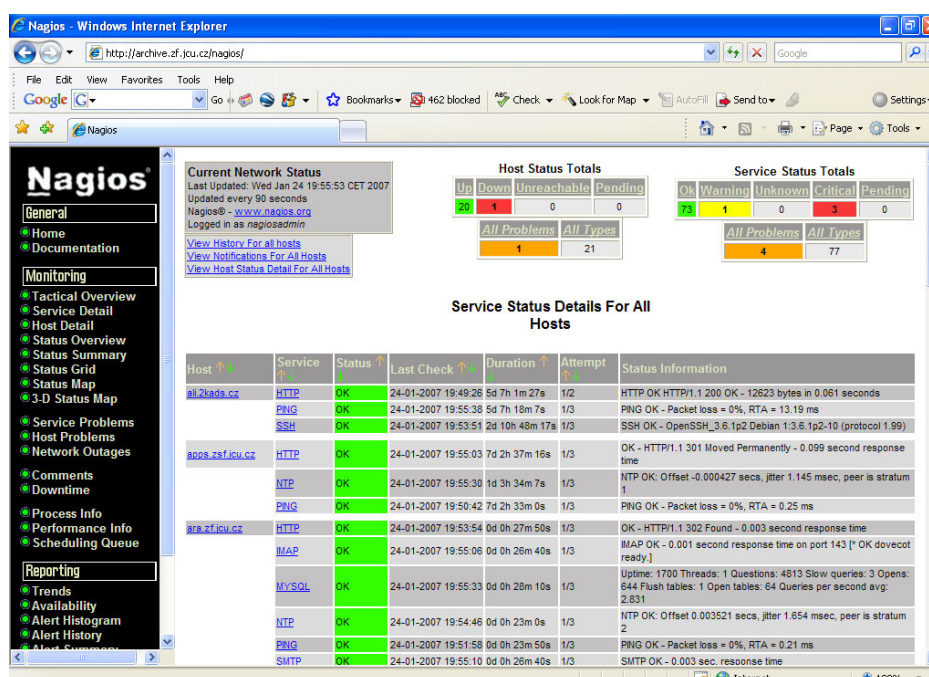 Nagios - Windows Internet Explorer
http://archive.zf.jcu.cz/nagios/
Google
File Edit View Favorites Tools Help
Google G Go Bookmarks 462 blocked ABC Check Look for Map AutoFill Send to Settings
Nagios Page Tools
Nagios®
General
Home
Documentation
Monitoring
Tactical Overview
Service Detail
Host Detail
Status Overview
Status Summary
Status Grid
Status Map
3-D Status Map
Service Problems
Host Problems
Network Outages
Comments
Downtime
Process Info
Performance Info
Scheduling Queue
Reporting
Trends
Availability
Alert Histogram
Alert History
Alert Summary
Current Network Status
Last Updated: Wed Jan 24 19:55:53 CET 2007
Updated every 90 seconds
Nagios® - www.nagios.org
Logged in as nagiosadmin
View History For all hosts
View Notifications For All Hosts
View Host Status Detail For All Hosts
Host Status Totals
Up Down Unreachable Pending
20 1 0 0
All Problems All Types
1 21
Service Status Totals
Ok Warning Unknown Critical Pending
73 1 0 3 0
All Problems All Types
4 77
Service Status Details For All
Hosts
Host Service Status Last Check Duration Attempt Status Information
ali.2kads.cz HTTP OK 24-01-2007 19:49:26 5d 7h 1m 27s 1/2 HTTP OK HTTP/1.1 200 OK - 12623 bytes in 0.061 seconds
PING OK 24-01-2007 19:55:38 5d 7h 18m 7s 1/3 PING OK - Packet loss = 0%, RTA = 13.19 ms
SSH OK 24-01-2007 19:53:51 2d 10h 48m 17s 1/3 SSH OK - OpenSSH_3.6.1p2 Debian 1:3.6.1p2-10 (protocol 1.99)
apps.zsf.jcu.cz HTTP OK 24-01-2007 19:55:03 7d 2h 37m 16s 1/3 OK - HTTP/1.1 301 Moved Permanently - 0.099 second response
time
NTP OK 24-01-2007 19:55:30 1d 3h 34m 7s 1/3 NTP OK: Offset -0.000427 secs, jitter 1.145 msec, peer is stratum
1
PING OK 24-01-2007 19:50:42 7d 2h 33m 0s 1/3 PING OK - Packet loss = 0%, RTA = 0.25 ms
ara.zf.jcu.cz HTTP OK 24-01-2007 19:53:54 0d 0h 27m 50s 1/3 OK - HTTP/1.1 302 Found - 0.003 second response time
IMAP OK 24-01-2007 19:55:06 0d 0h 26m 40s 1/3 IMAP OK - 0.001 second response time on port 143 [* OK dovecot
ready.]
MYSQL OK 24-01-2007 19:55:33 0d 0h 28m 10s 1/3 Uptime: 1700 Threads: 1 Questions: 4813 Slow queries: 3 Opens:
644 Flush tables: 1 Open tables: 64 Queries per second avg:
2.831
NTP OK 24-01-2007 19:54:46 0d 0h 23m 0s 1/3 NTP OK: Offset 0.003521 secs, jitter 1.654 msec, peer is stratum
2
PING OK 24-01-2007 19:51:58 0d 0h 23m 50s 1/3 PING OK - Packet loss = 0%, RTA = 0.21 ms
SMTP OK 24-01-2007 19:55:10 0d 0h 26m 40s 1/3 SMTP OK - 0.003 sec. response time